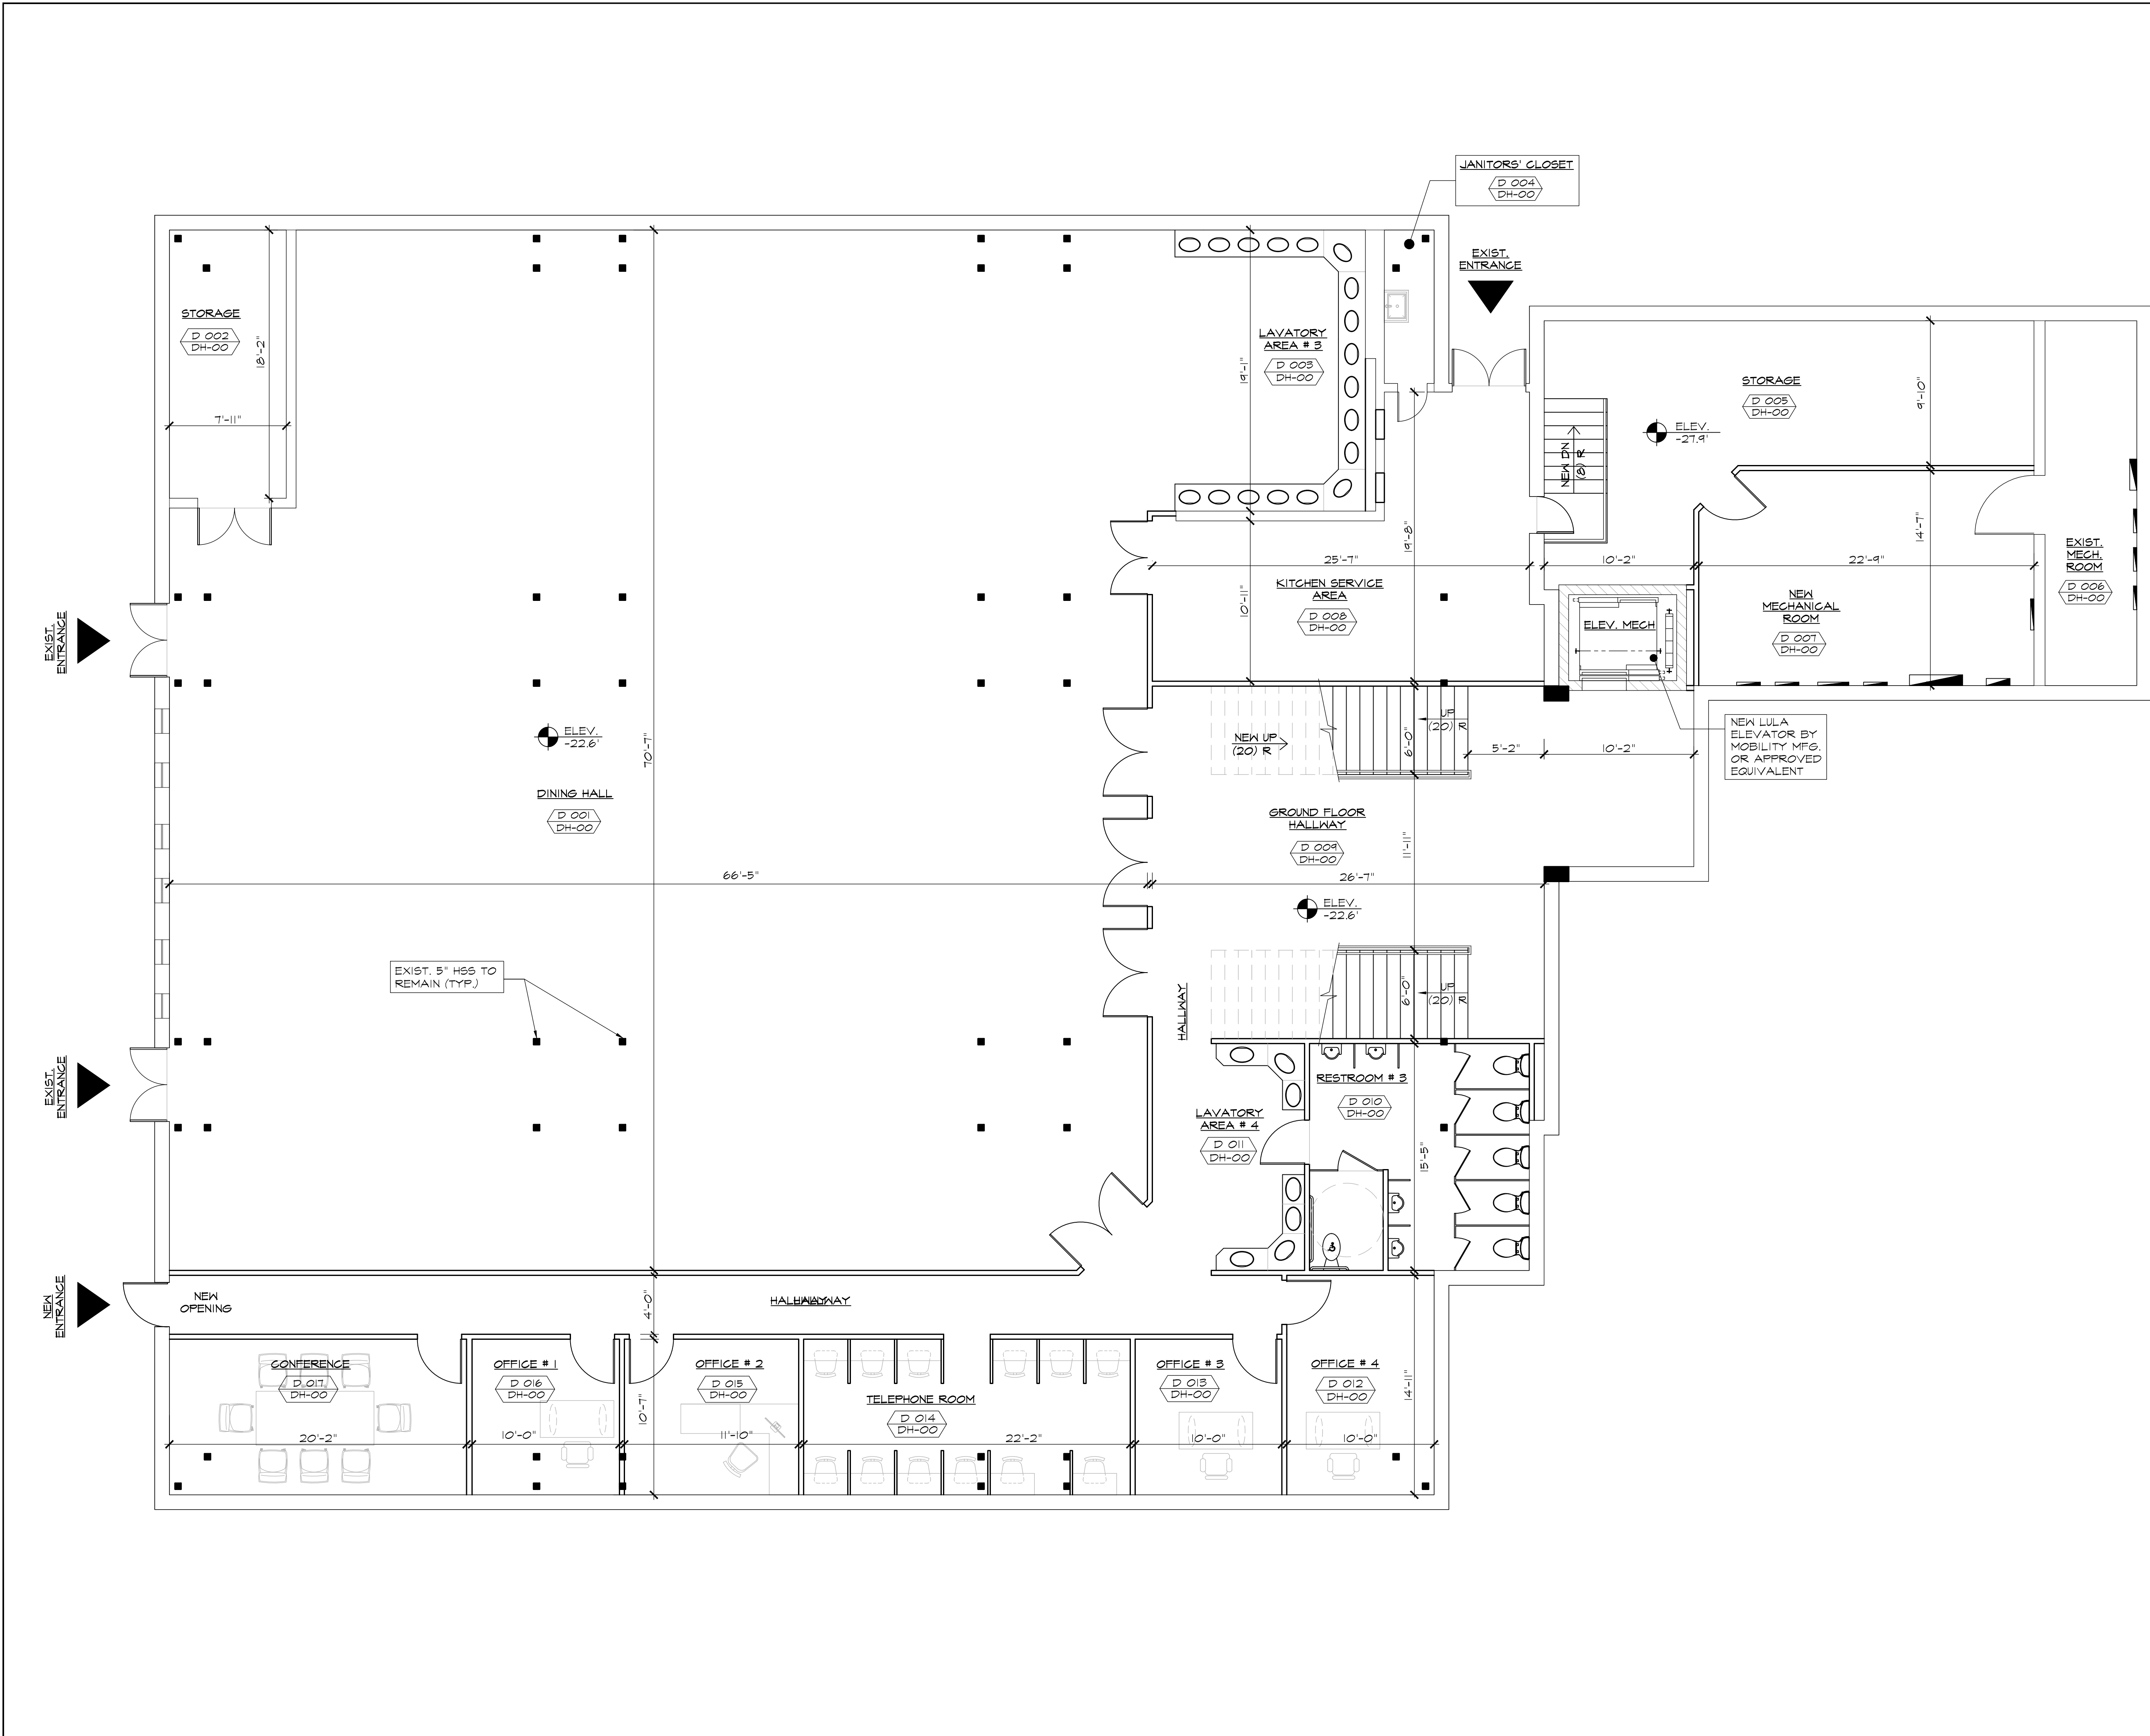 JANITORS' CLOSET
D 004
DH-00
EXIST.
ENTRANCE
STORAGE
D 002
DH-00
18'-2"
7'-11"
LAVATORY
AREA # 3
D 003
DH-00
19'-1"
STORAGE
D 005
DH-00
9'-10"
ELEV.
-27.9'
NEW DN
(8) R
19'-8"
14'-7"
25'-7"
10'-2"
22'-9"
EXIST.
MECH.
ROOM
D 006
DH-00
KITCHEN SERVICE
AREA
D 008
DH-00
10'-11"
NEW
MECHANICAL
ROOM
D 007
DH-00
ELEV. MECH
EXIST.
ENTRANCE
ELEV.
-22.6'
70'-7"
NEW UP
(20) R
UP
(20) R
6'-0"
5'-2"
10'-2"
NEW LULA
ELEVATOR BY
MOBILITY MFG.
OR APPROVED
EQUIVALENT
DINING HALL
D 001
DH-00
GROUND FLOOR
HALLWAY
D 009
DH-00
11'-11"
66'-5"
26'-7"
ELEV.
-22.6'
EXIST. 5" HSS TO
REMAIN (TYP.)
HALLWAY
UP
(20) R
6'-0"
EXIST.
ENTRANCE
RESTROOM # 3
D 010
DH-00
LAVATORY
AREA # 4
D 011
DH-00
15'-5"
NEW
ENTRANCE
NEW
OPENING
4'-0"
HALLWAY
HALLWAY
CONFERENCE
D 017
DH-00
20'-2"
OFFICE # 1
D 016
DH-00
10'-0"
10'-7"
OFFICE # 2
D 015
DH-00
11'-10"
TELEPHONE ROOM
D 014
DH-00
22'-2"
OFFICE # 3
D 013
DH-00
10'-0"
OFFICE # 4
D 012
DH-00
10'-0"
14'-11"